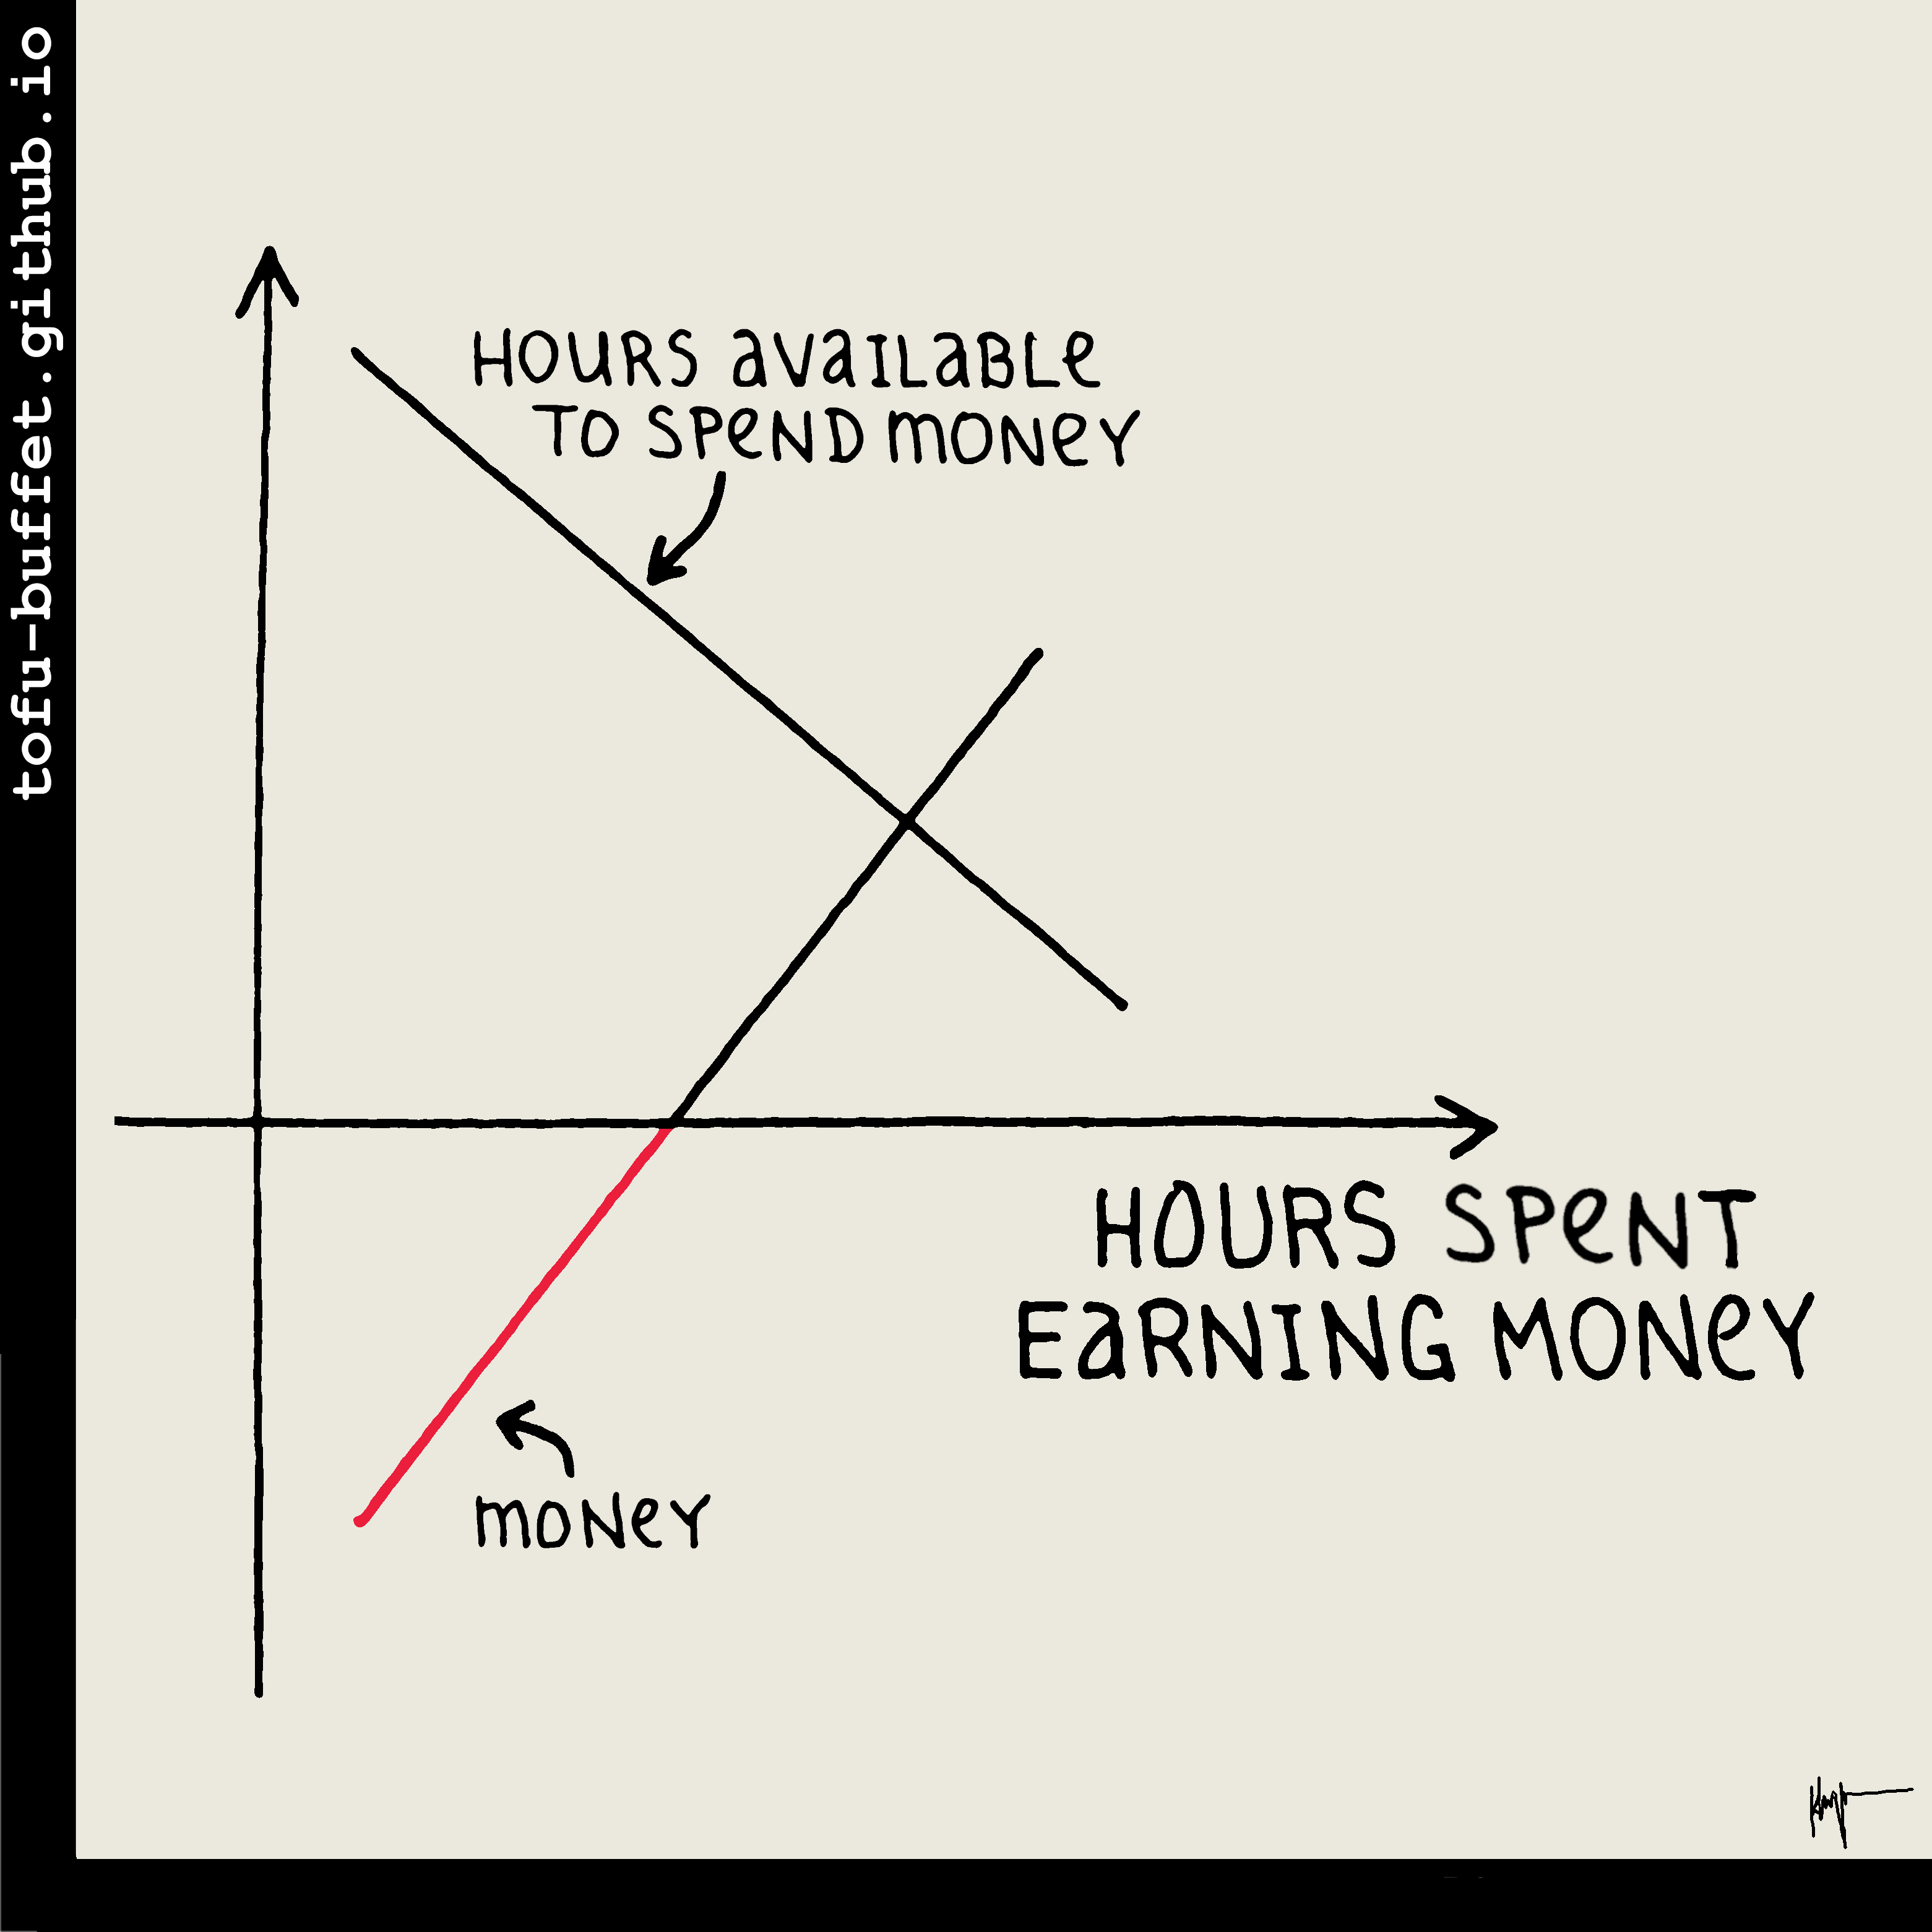 tofu-buffet.github.io
HOURS aVaILaBLe
TO SPeND mONeY
HOURS SPeNT
EaRNING MONeY
mONeY